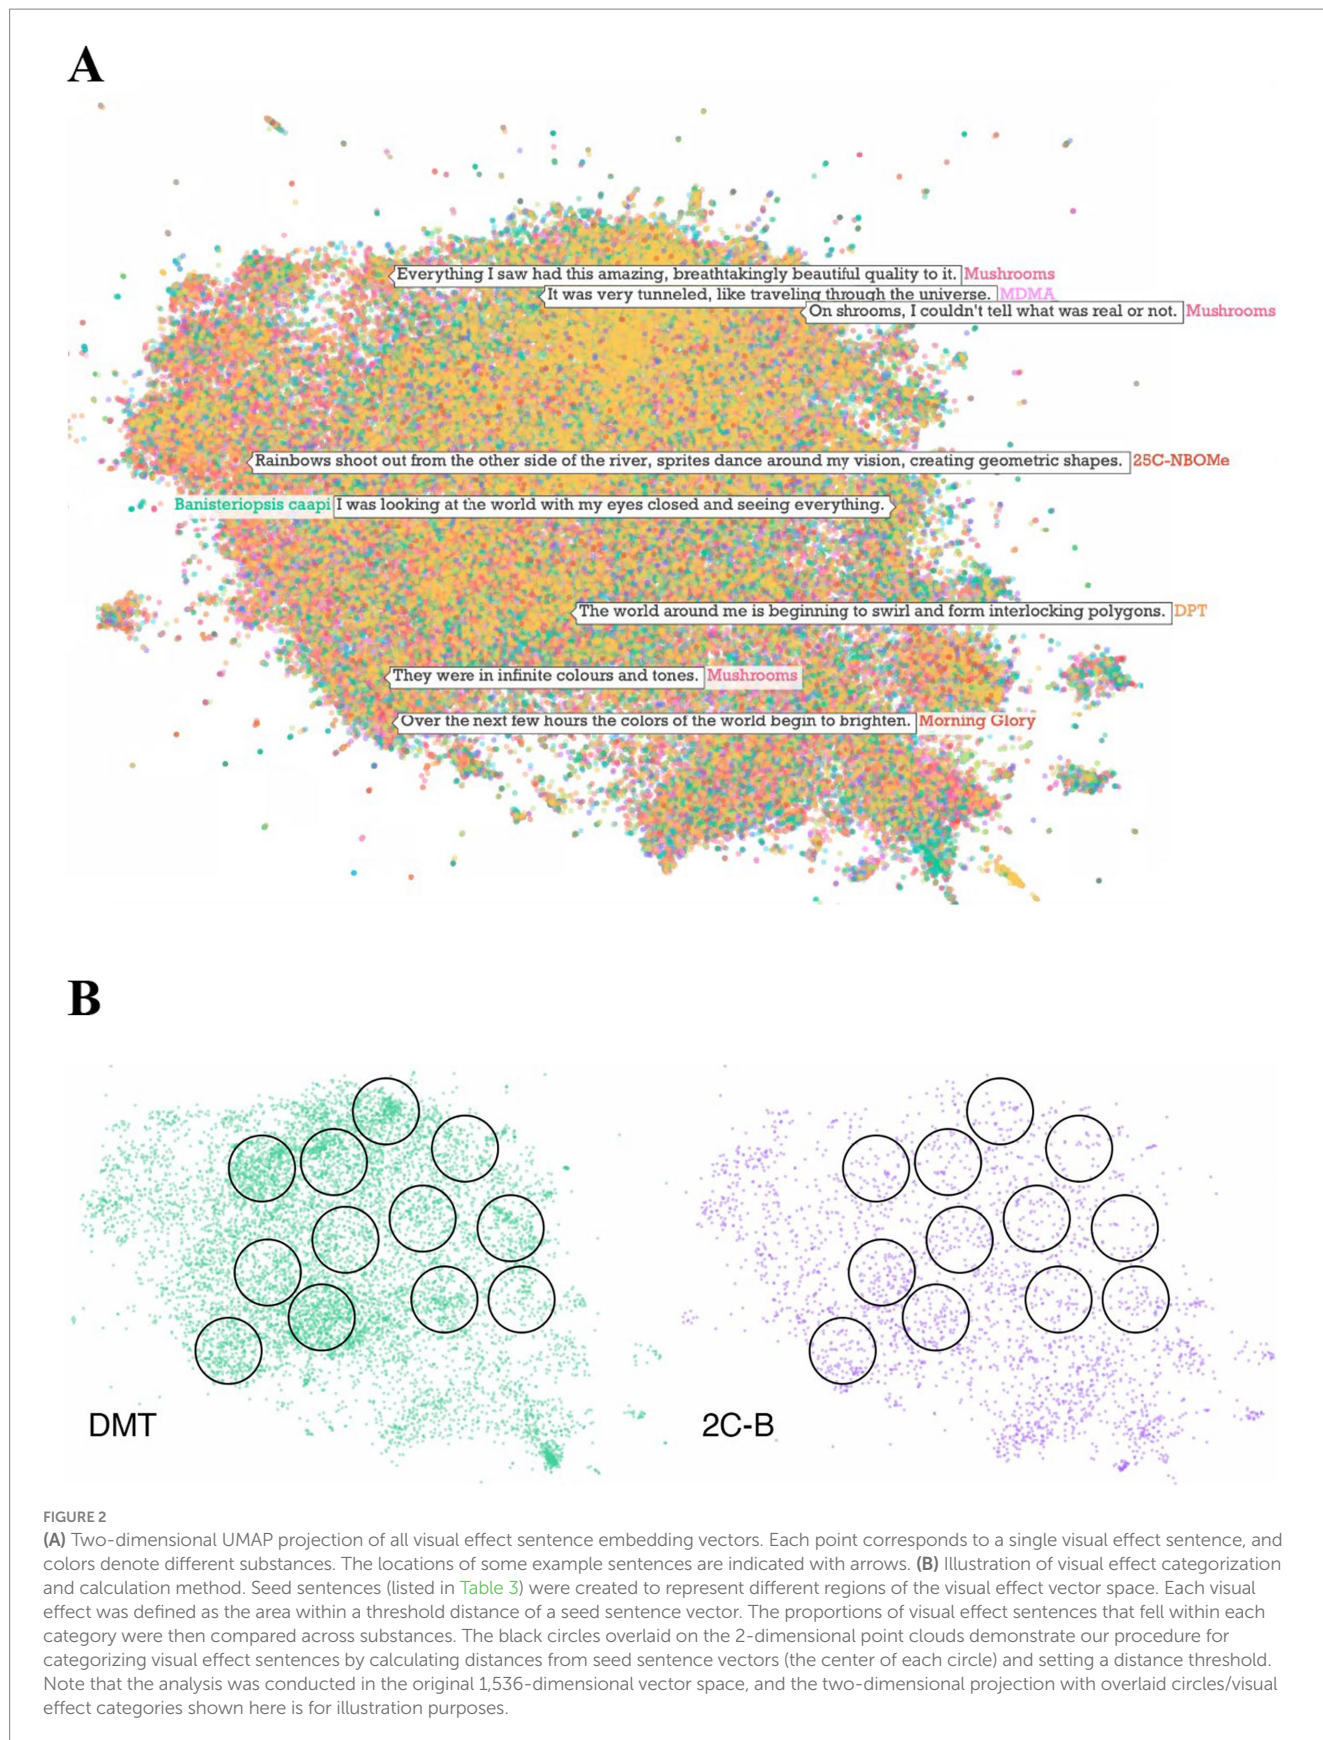 A
Everything I saw had this amazing, breathtakingly beautiful quality to it. Mushrooms
It was very tunneled, like traveling through the universe. MDMA
On shrooms, I couldn't tell what was real or not. Mushrooms
Rainbows shoot out from the other side of the river, sprites dance around my vision, creating geometric shapes. 25C-NBOMe
Banisteriopsis caapi I was looking at the world with my eyes closed and seeing everything.
The world around me is beginning to swirl and form interlocking polygons. DPT
They were in infinite colours and tones. Mushrooms
Over the next few hours the colors of the world begin to brighten. Morning Glory
B
DMT
2C-B
FIGURE 2
(A) Two-dimensional UMAP projection of all visual effect sentence embedding vectors. Each point corresponds to a single visual effect sentence, and
colors denote different substances. The locations of some example sentences are indicated with arrows. (B) Illustration of visual effect categorization
and calculation method. Seed sentences (listed in Table 3) were created to represent different regions of the visual effect vector space. Each visual
effect was defined as the area within a threshold distance of a seed sentence vector. The proportions of visual effect sentences that fell within each
category were then compared across substances. The black circles overlaid on the 2-dimensional point clouds demonstrate our procedure for
categorizing visual effect sentences by calculating distances from seed sentence vectors (the center of each circle) and setting a distance threshold.
Note that the analysis was conducted in the original 1,536-dimensional vector space, and the two-dimensional projection with overlaid circles/visual
effect categories shown here is for illustration purposes.